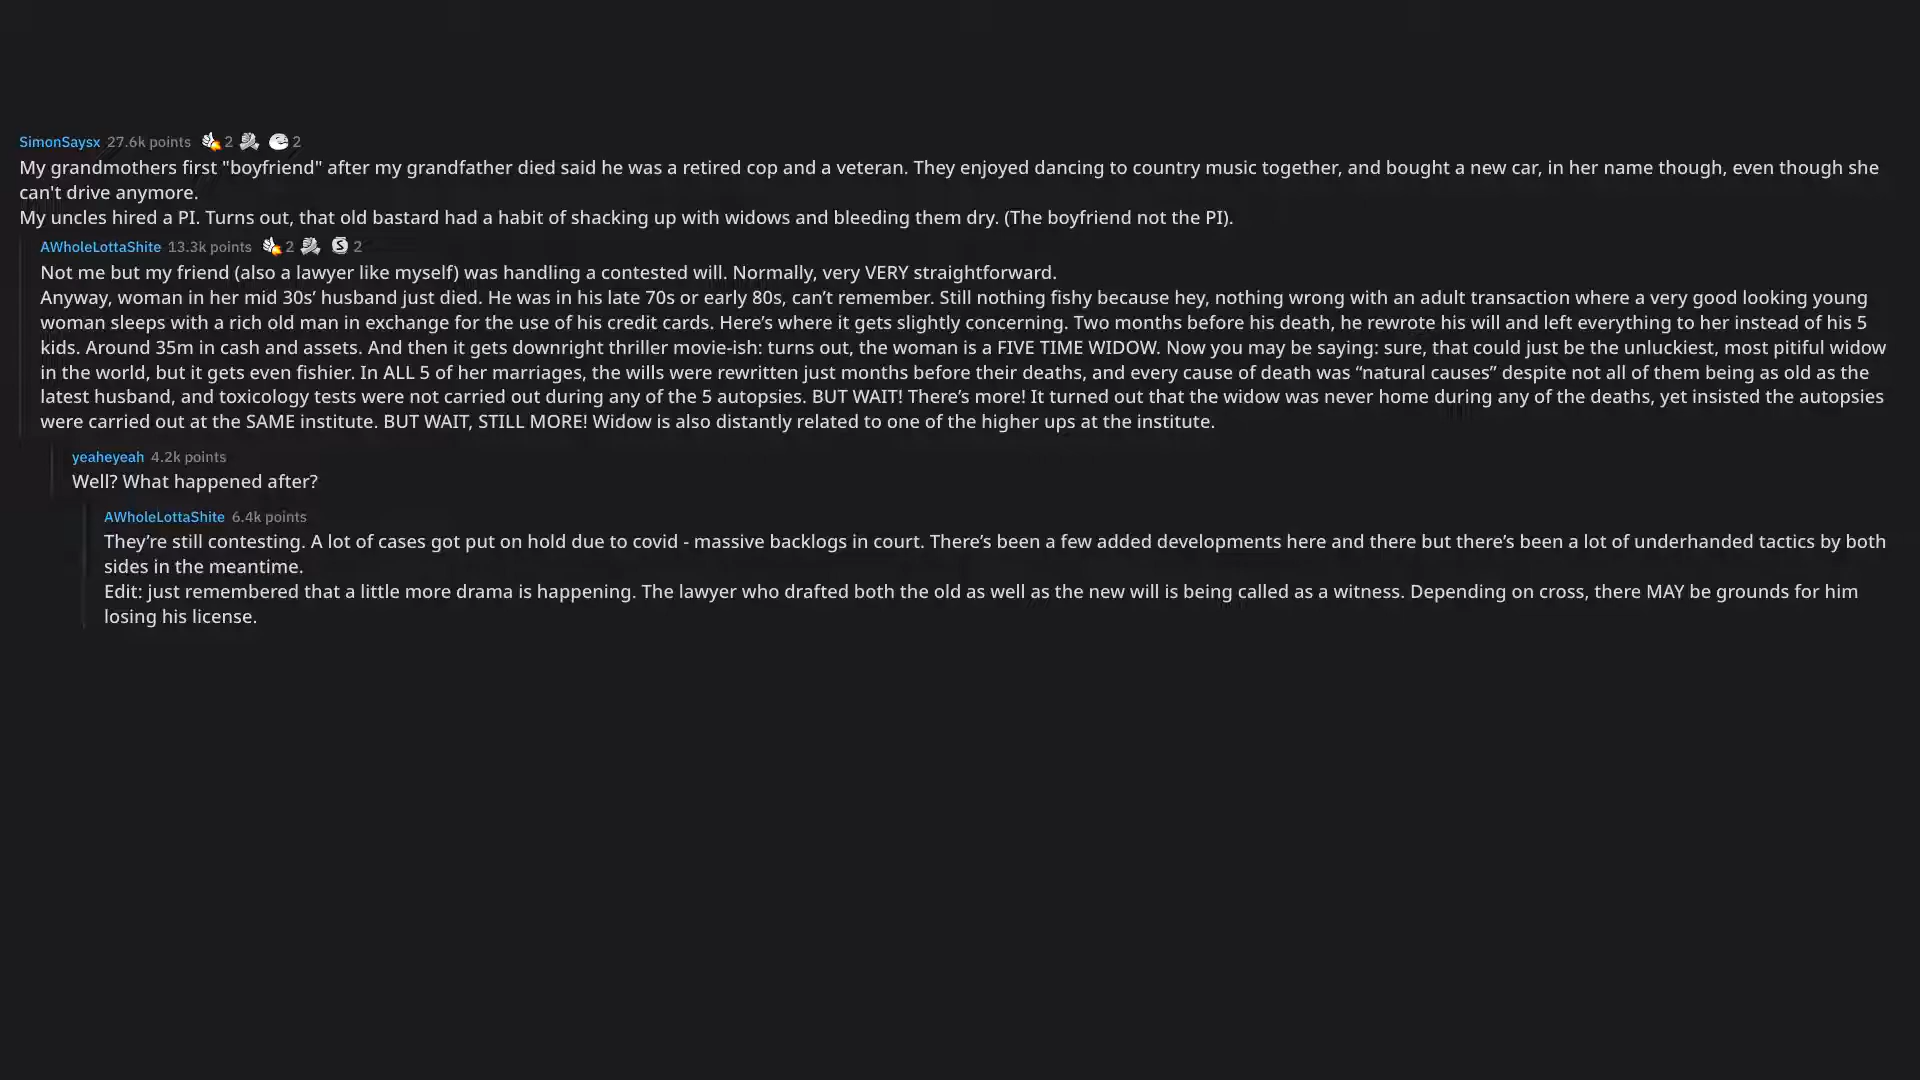 SimonSaysx 27.6k points 2 2
My grandmothers first "boyfriend" after my grandfather died said he was a retired cop and a veteran. They enjoyed dancing to country music together, and bought a new car, in her name though, even though she
can't drive anymore.
My uncles hired a PI. Turns out, that old bastard had a habit of shacking up with widows and bleeding them dry. (The boyfriend not the PI).
AWholeLottaShite 13.3k points 2 S 2
Not me but my friend (also a lawyer like myself) was handling a contested will. Normally, very VERY straightforward.
Anyway, woman in her mid 30s’ husband just died. He was in his late 70s or early 80s, can’t remember. Still nothing fishy because hey, nothing wrong with an adult transaction where a very good looking young
woman sleeps with a rich old man in exchange for the use of his credit cards. Here’s where it gets slightly concerning. Two months before his death, he rewrote his will and left everything to her instead of his 5
kids. Around 35m in cash and assets. And then it gets downright thriller movie-ish: turns out, the woman is a FIVE TIME WIDOW. Now you may be saying: sure, that could just be the unluckiest, most pitiful widow
in the world, but it gets even fishier. In ALL 5 of her marriages, the wills were rewritten just months before their deaths, and every cause of death was “natural causes” despite not all of them being as old as the
latest husband, and toxicology tests were not carried out during any of the 5 autopsies. BUT WAIT! There’s more! It turned out that the widow was never home during any of the deaths, yet insisted the autopsies
were carried out at the SAME institute. BUT WAIT, STILL MORE! Widow is also distantly related to one of the higher ups at the institute.
yeaheyeah 4.2k points
Well? What happened after?
AWholeLottaShite 6.4k points
They’re still contesting. A lot of cases got put on hold due to covid - massive backlogs in court. There’s been a few added developments here and there but there’s been a lot of underhanded tactics by both
sides in the meantime.
Edit: just remembered that a little more drama is happening. The lawyer who drafted both the old as well as the new will is being called as a witness. Depending on cross, there MAY be grounds for him
losing his license.